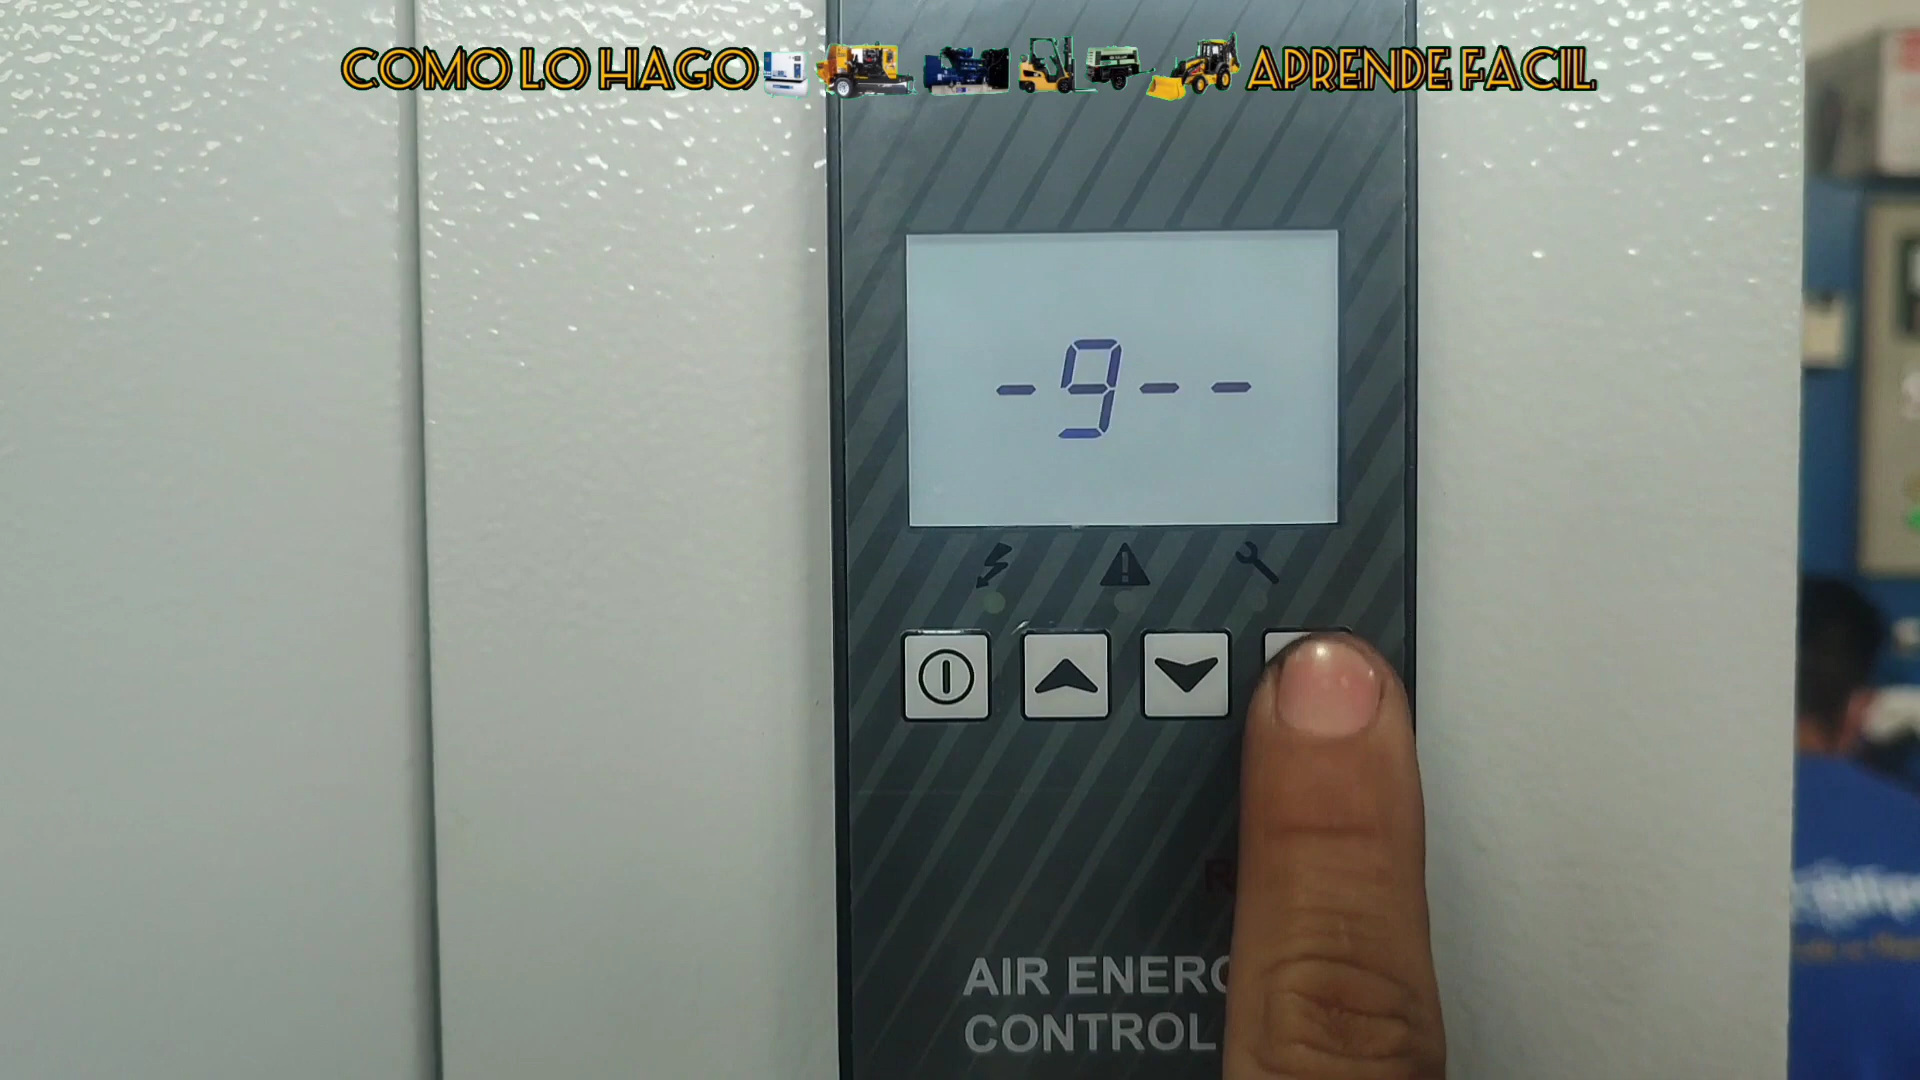 COMO LO HAGO APRENDE FACIL
-9--
AIR ENERG
CONTROL